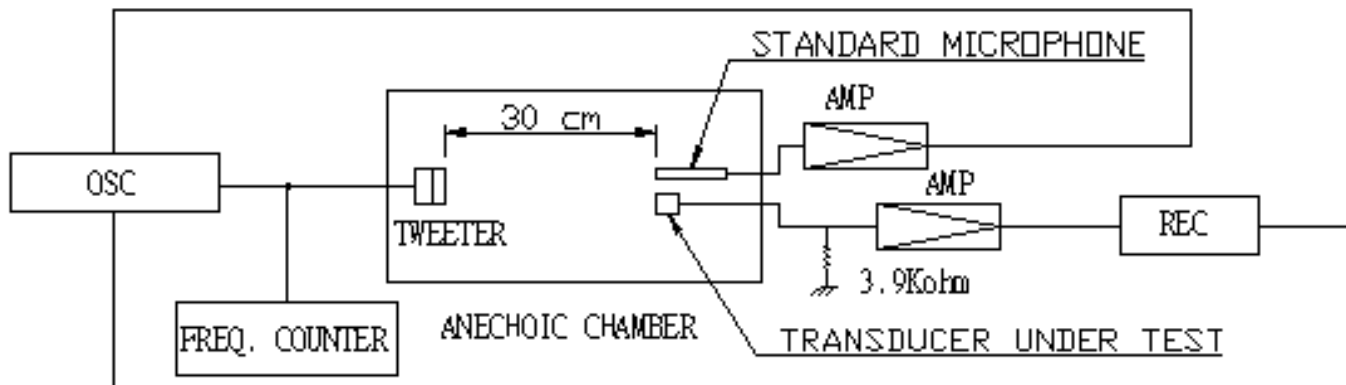 STANDARD MICROPHONE
AMP
30 cm
OSC
AMP
TWEETER
REC
3.9Kohm
ANECHOIC CHAMBER
FREQ. COUNTER
TRANSDUCER UNDER TEST